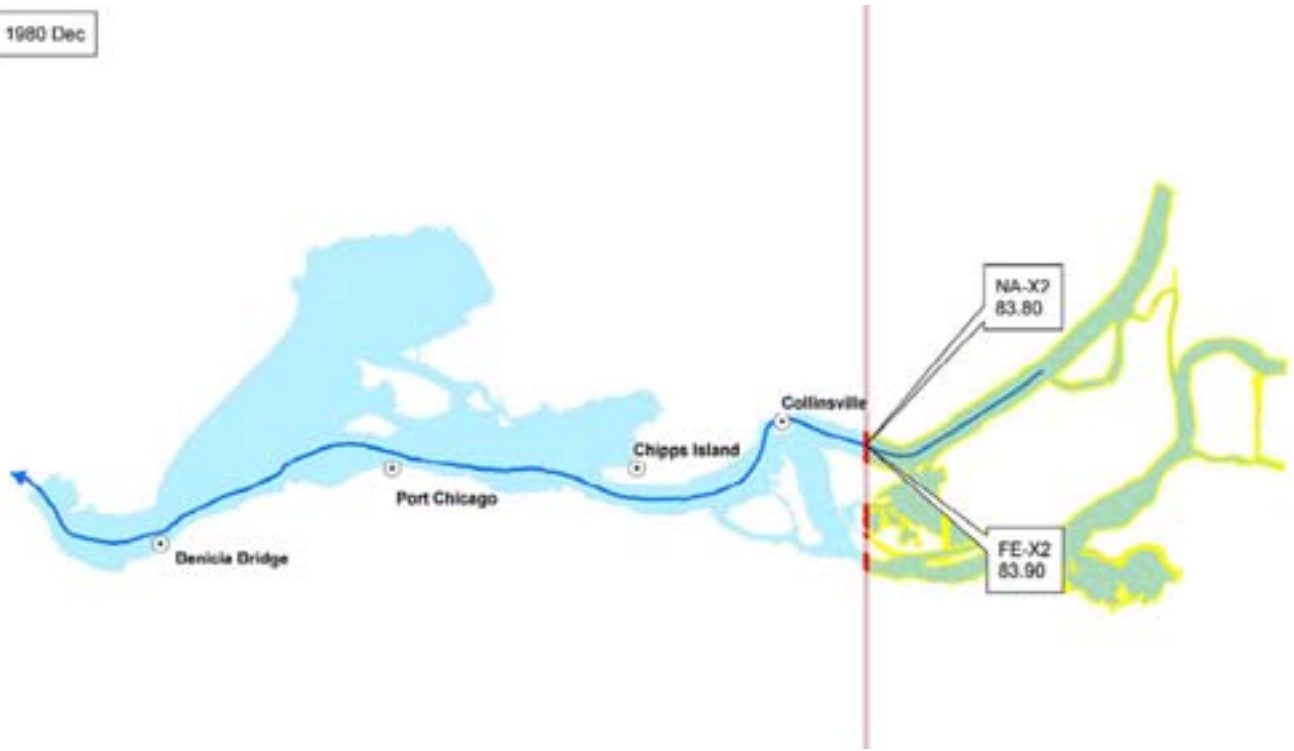 1980 Dec
NA-X2
83.80
Collinsville
Chipps Island
Port Chicago
Benicia Bridge
FE-X2
83.90